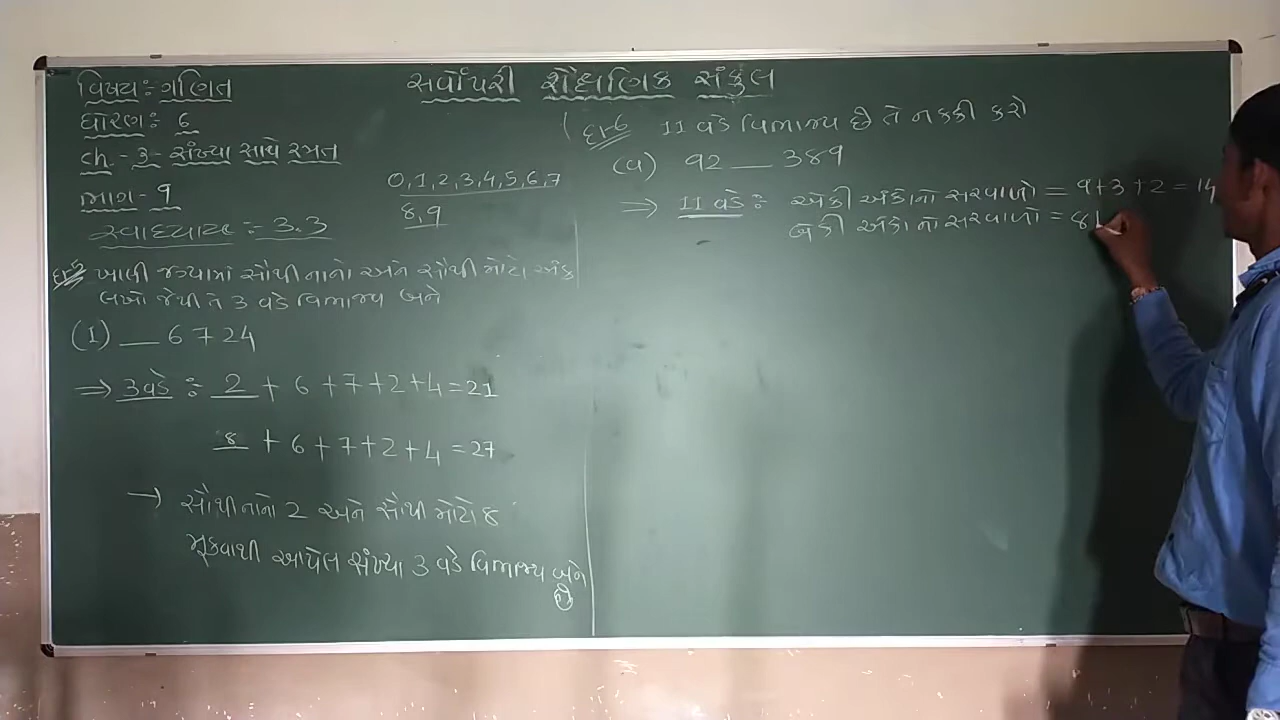 સર્વોપરી શૈક્ષણિક સંકુલ
વિષય:- ગણિત
ધોરણ:- 6
ch.- 3- સંખ્યા સાથે રમત
ભાગ- 9
સ્વાધ્યાય :- 3.3
0,1,2,3,4,5,6,7
8,9
ખાલી જગ્યામાં સૌથી નાનો અને સૌથી મોટો અંક
લખો જેથી તે 3 વડે વિભાજ્ય બને
(1) __ 6 7 24
=> 3 વડે :- 2 + 6 + 7 + 2 + 4 = 21
8 + 6 + 7 + 2 + 4 = 27
→ સૌથી નાનો 2 અને સૌથી મોટો 8
મૂકવાથી આપેલ સંખ્યા 3 વડે વિભાજ્ય બને
છે
દા-6 11 વડે વિભાજ્ય છે તે નક્કી કરો
(a) 92 __ 389
=> 11 વડે :- એકી અંકોનો સરવાળો = 9+3+2 = 14
બેકી અંકોનો સરવાળો = 8+